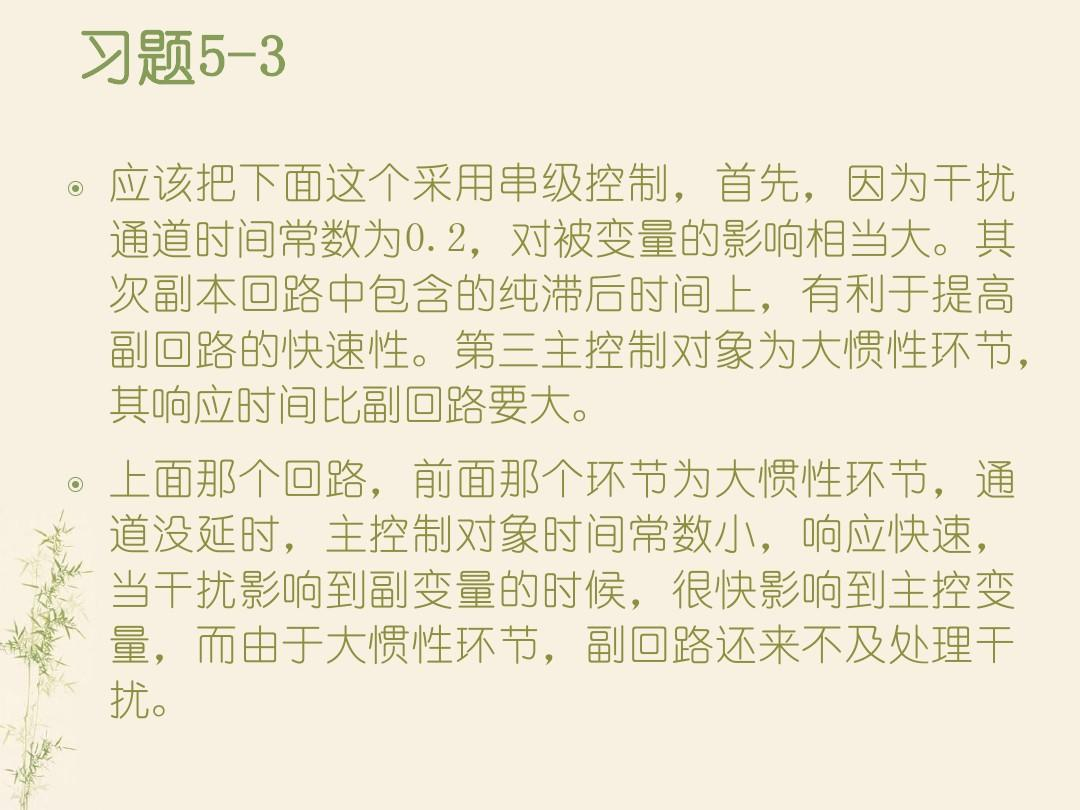 习题5-3
应该把下面这个采用串级控制，首先，因为干扰
通道时间常数为0.2，对被变量的影响相当大。其
次副本回路中包含的纯滞后时间上，有利于提高
副回路的快速性。第三主控制对象为大惯性环节，
其响应时间比副回路要大。
上面那个回路，前面那个环节为大惯性环节，通
道没延时，主控制对象时间常数小，响应快速，
当干扰影响到副变量的时候，很快影响到主控变
量，而由于大惯性环节，副回路还来不及处理干
扰。